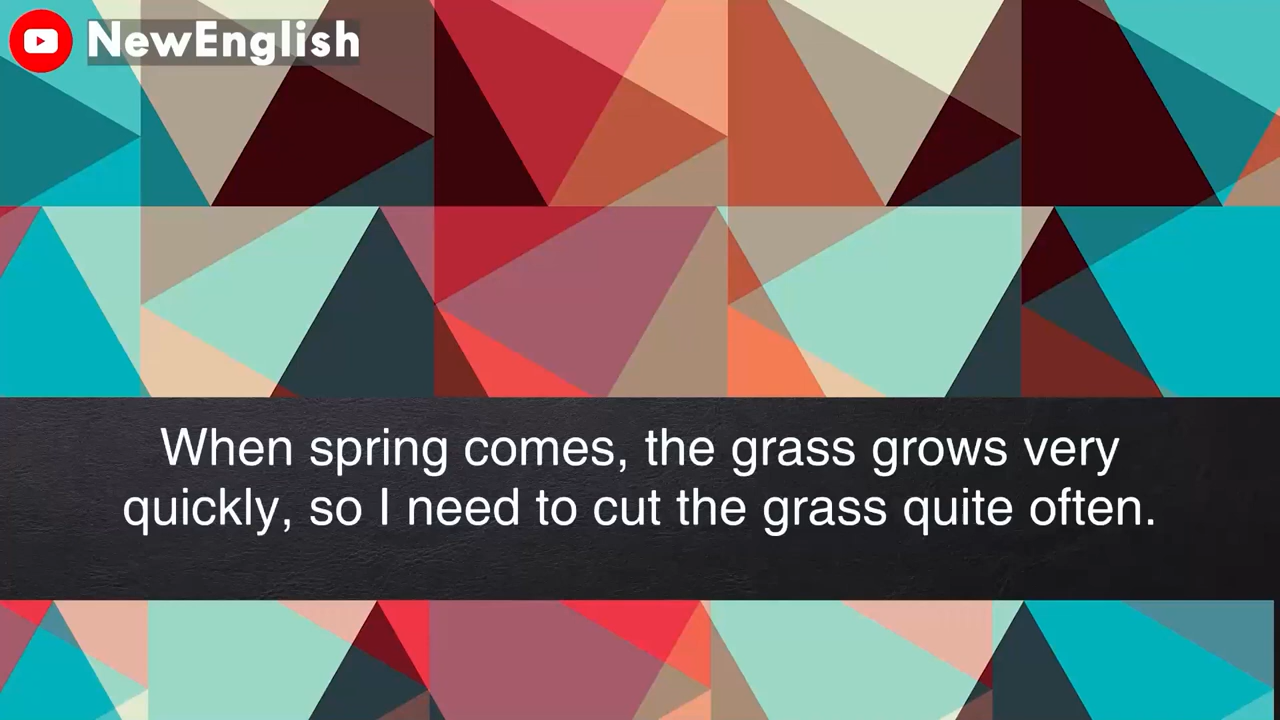 NewEnglish
When spring comes, the grass grows very
quickly, so I need to cut the grass quite often.